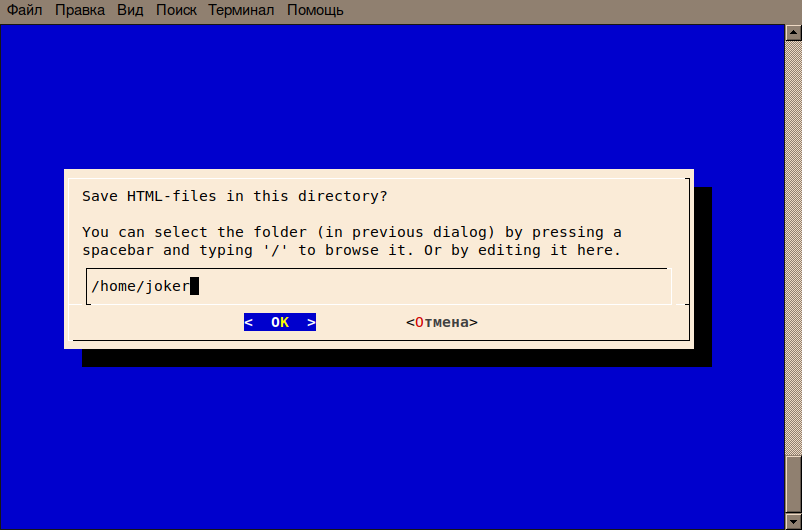 Файл Правка Вид Поиск Терминал Помощь
Save HTML-files in this directory?
You can select the folder (in previous dialog) by pressing a
spacebar and typing '/' to browse it. Or by editing it here.
/home/joker
< OK > <Отмена>